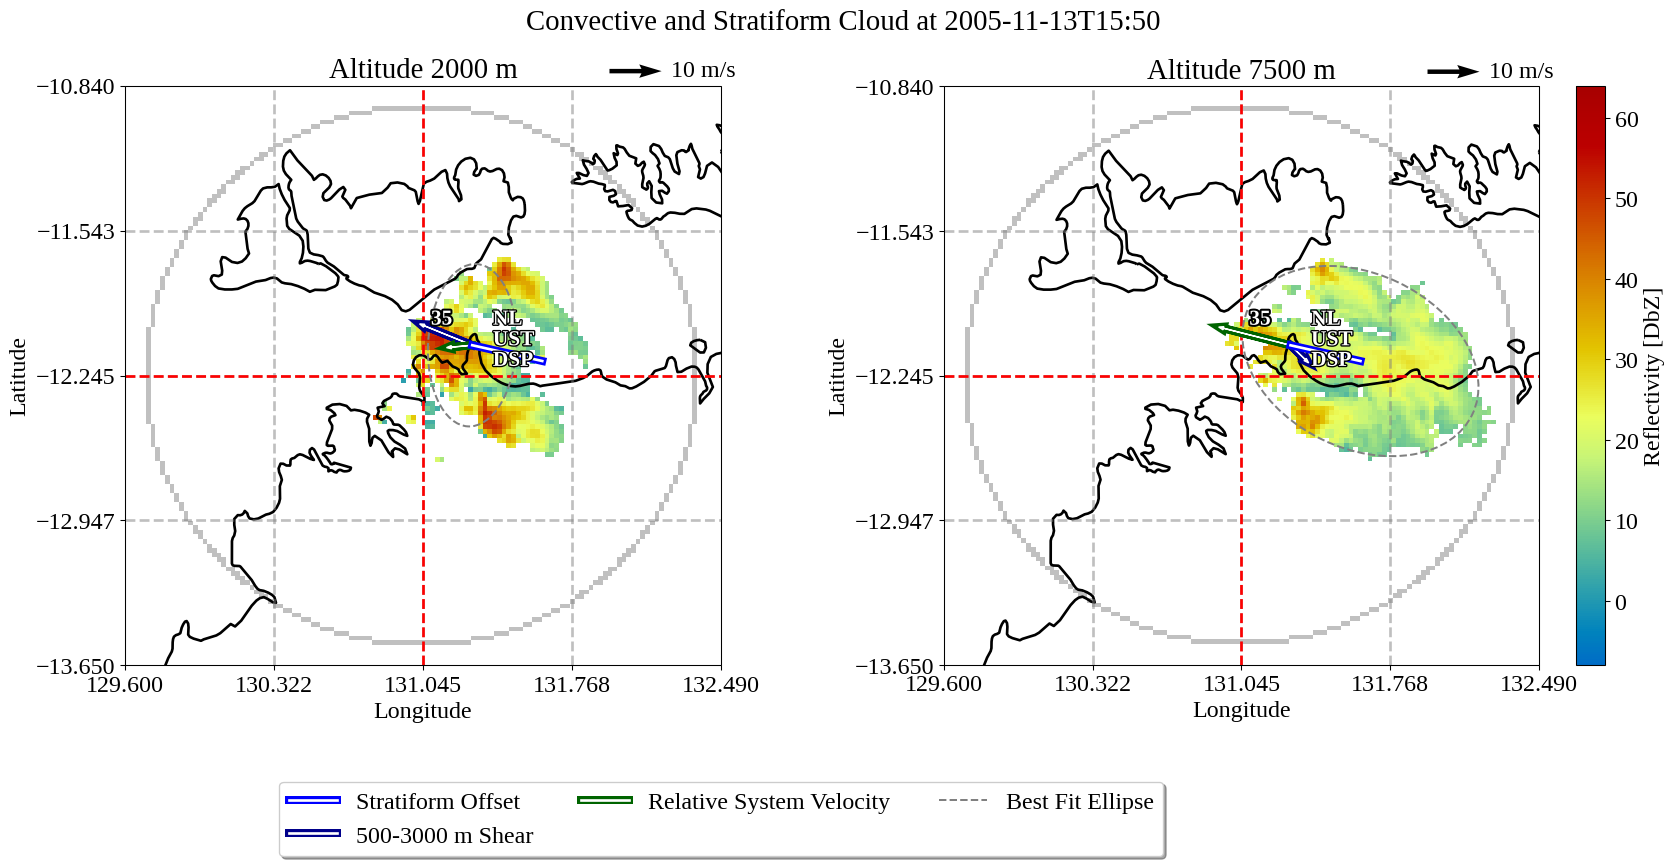 Convective and Stratiform Cloud at 2005-11-13T15:50
Altitude 2000 m
10 m/s
Altitude 7500 m
10 m/s
−10.840
−11.543
−12.245
−12.947
−13.650
Latitude
129.600
130.322
131.045
131.768
132.490
Longitude
35
NL
UST
DSP
−10.840
−11.543
−12.245
−12.947
−13.650
Latitude
129.600
130.322
131.045
131.768
132.490
Longitude
35
NL
UST
DSP
60
50
40
30
20
10
0
Reflectivity [DbZ]
Stratiform Offset
500-3000 m Shear
Relative System Velocity
Best Fit Ellipse